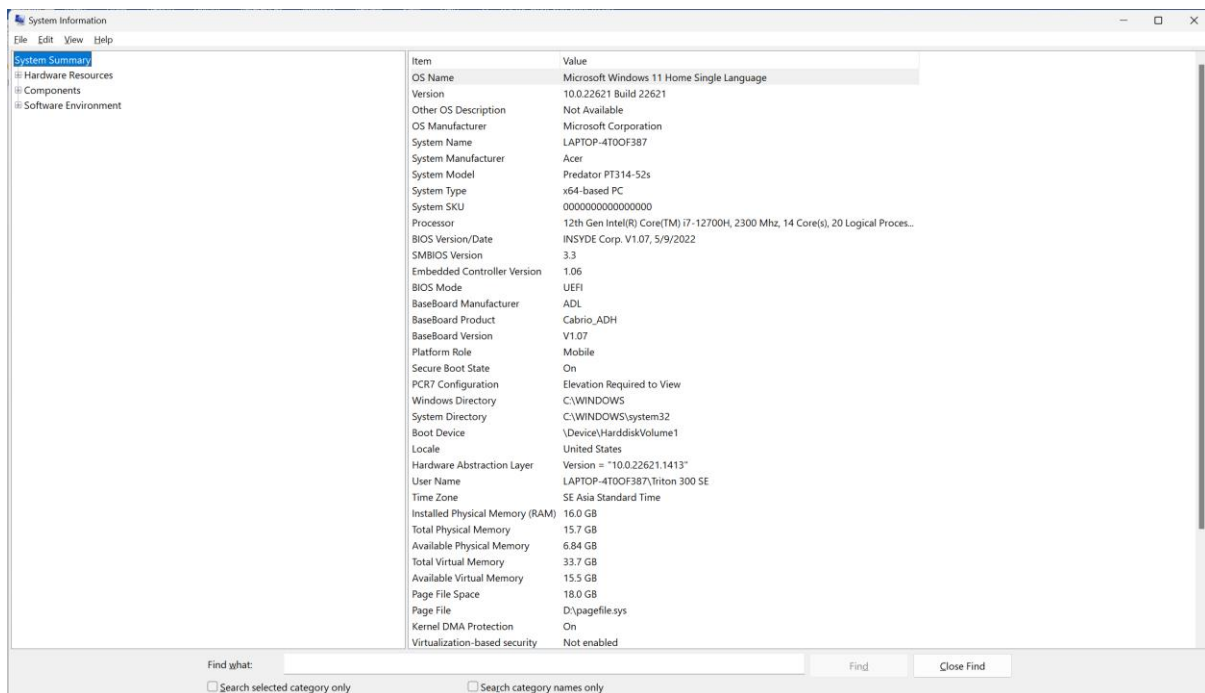 System Information
File Edit View Help
System Summary
Hardware Resources
Components
Software Environment
Item Value
OS Name Microsoft Windows 11 Home Single Language
Version 10.0.22621 Build 22621
Other OS Description Not Available
OS Manufacturer Microsoft Corporation
System Name LAPTOP-4T0OF387
System Manufacturer Acer
System Model Predator PT314-52s
System Type x64-based PC
System SKU 0000000000000000
Processor 12th Gen Intel(R) Core(TM) i7-12700H, 2300 Mhz, 14 Core(s), 20 Logical Proces...
BIOS Version/Date INSYDE Corp. V1.07, 5/9/2022
SMBIOS Version 3.3
Embedded Controller Version 1.06
BIOS Mode UEFI
BaseBoard Manufacturer ADL
BaseBoard Product Cabrio_ADH
BaseBoard Version V1.07
Platform Role Mobile
Secure Boot State On
PCR7 Configuration Elevation Required to View
Windows Directory C:\WINDOWS
System Directory C:\WINDOWS\system32
Boot Device \Device\HarddiskVolume1
Locale United States
Hardware Abstraction Layer Version = "10.0.22621.1413"
User Name LAPTOP-4T0OF387\Triton 300 SE
Time Zone SE Asia Standard Time
Installed Physical Memory (RAM) 16.0 GB
Total Physical Memory 15.7 GB
Available Physical Memory 6.84 GB
Total Virtual Memory 33.7 GB
Available Virtual Memory 15.5 GB
Page File Space 18.0 GB
Page File D:\pagefile.sys
Kernel DMA Protection On
Virtualization-based security Not enabled
Find what: Find Close Find
Search selected category only Search category names only